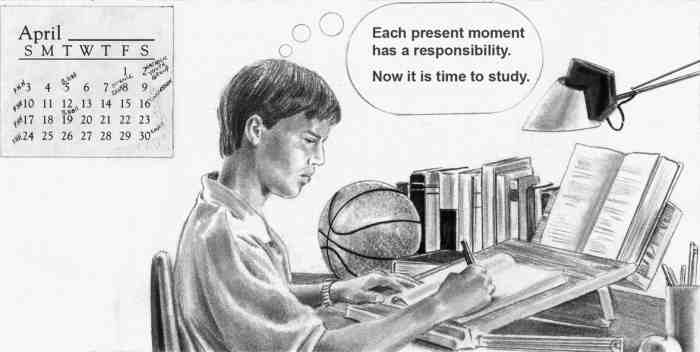 April
S M T W T F S
1
3 4 5 6 7 8 9
10 11 12 13 14 15 16
17 18 19 20 21 22 23
24 25 26 27 28 29 30
Each present moment
has a responsibility.
Now it is time to study.